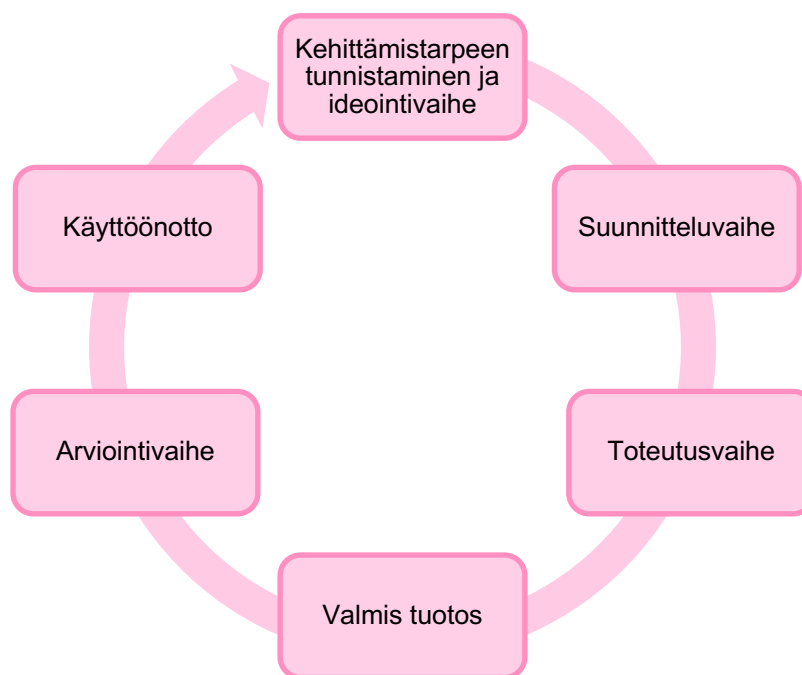 Kehittämistarpeen
tunnistaminen ja
ideointivaihe
Suunnitteluvaihe
Toteutusvaihe
Valmis tuotos
Arviointivaihe
Käyttöönotto